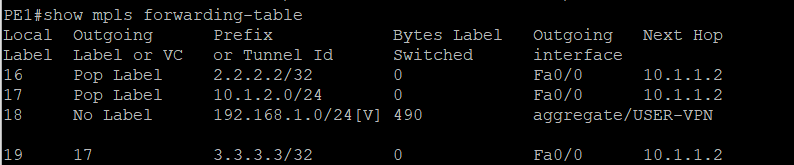 PE1#show mpls forwarding-table
Local Outgoing Prefix Bytes Label Outgoing Next Hop
Label Label or VC or Tunnel Id Switched interface
16 Pop Label 2.2.2.2/32 0 Fa0/0 10.1.1.2
17 Pop Label 10.1.2.0/24 0 Fa0/0 10.1.1.2
18 No Label 192.168.1.0/24[V] 490 aggregate/USER-VPN
19 17 3.3.3.3/32 0 Fa0/0 10.1.1.2